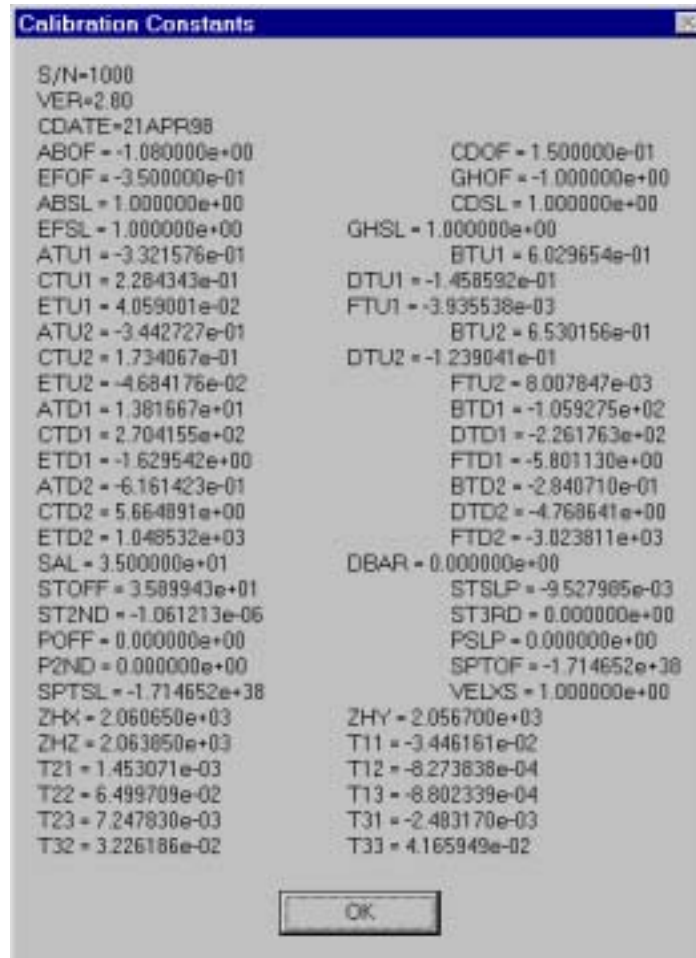 Calibration Constants
S/N=1000
VER=2.80
CDATE=21APR98
ABOF = -1.080000e+00 CDOF = 1.500000e-01
EFOF = -3.500000e-01 GHOF = -1.000000e+00
ABSL = 1.000000e+00 CDSL = 1.000000e+00
EFSL = 1.000000e+00 GHSL = 1.000000e+00
ATU1 = -3.321576e-01 BTU1 = 6.029654e-01
CTU1 = 2.284343e-01 DTU1 = -1.458592e-01
ETU1 = 4.059001e-02 FTU1 = -3.935538e-03
ATU2 = -3.442727e-01 BTU2 = 6.530156e-01
CTU2 = 1.734067e-01 DTU2 = -1.239041e-01
ETU2 = -4.684176e-02 FTU2 = 8.007847e-03
ATD1 = 1.381667e+01 BTD1 = -1.059275e+02
CTD1 = 2.704155e+02 DTD1 = -2.261763e+02
ETD1 = -1.629542e+00 FTD1 = -5.801130e+00
ATD2 = -6.161423e-01 BTD2 = -2.840710e-01
CTD2 = 5.664891e+00 DTD2 = -4.768641e+00
ETD2 = 1.048532e+03 FTD2 = -3.023811e+03
SAL = 3.500000e+01 DBAR = 0.000000e+00
STOFF = 3.589943e+01 STSLP = -9.527985e-03
ST2ND = -1.061213e-06 ST3RD = 0.000000e+00
POFF = 0.000000e+00 PSLP = 0.000000e+00
P2ND = 0.000000e+00 SPTOF = -1.714652e+38
SPTSL = -1.714652e+38 VELXS = 1.000000e+00
ZHX = 2.060650e+03 ZHY = 2.056700e+03
ZHZ = 2.063850e+03 T11 = -3.446161e-02
T21 = 1.453071e-03 T12 = -8.273838e-04
T22 = 6.499709e-02 T13 = -8.802339e-04
T23 = 7.247830e-03 T31 = -2.483170e-03
T32 = 3.226186e-02 T33 = 4.165949e-02
OK